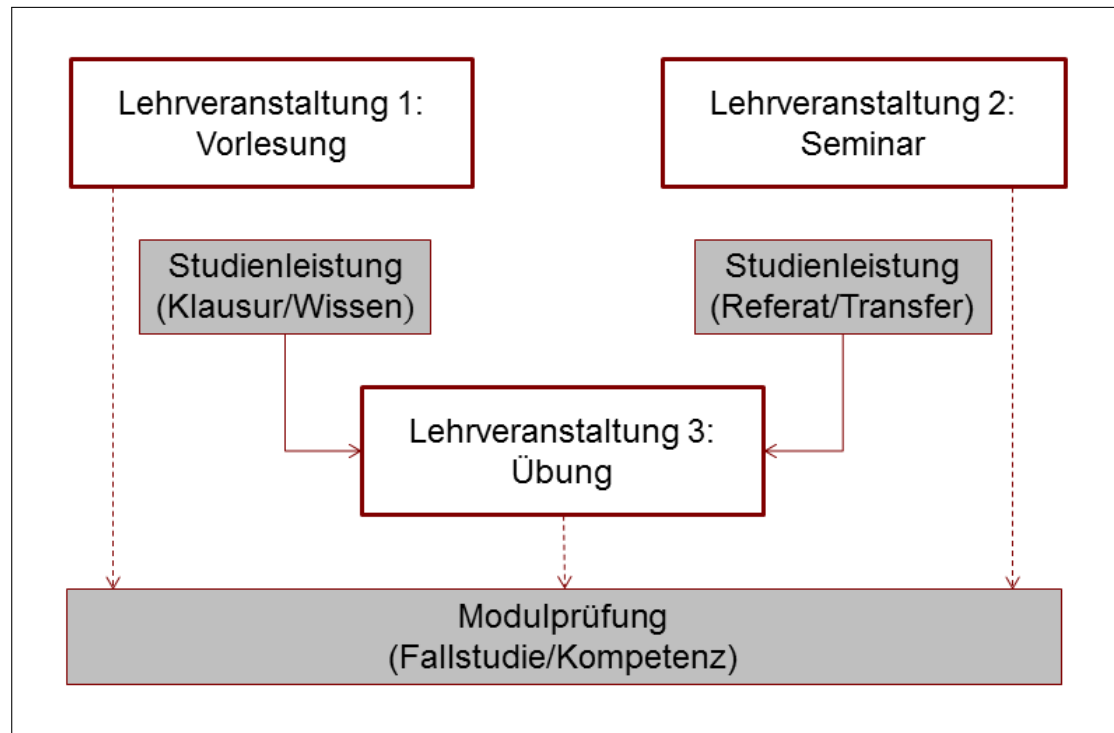 Lehrveranstaltung 1:
Vorlesung
Lehrveranstaltung 2:
Seminar
Studienleistung
(Klausur/Wissen)
Studienleistung
(Referat/Transfer)
Lehrveranstaltung 3:
Übung
Modulprüfung
(Fallstudie/Kompetenz)